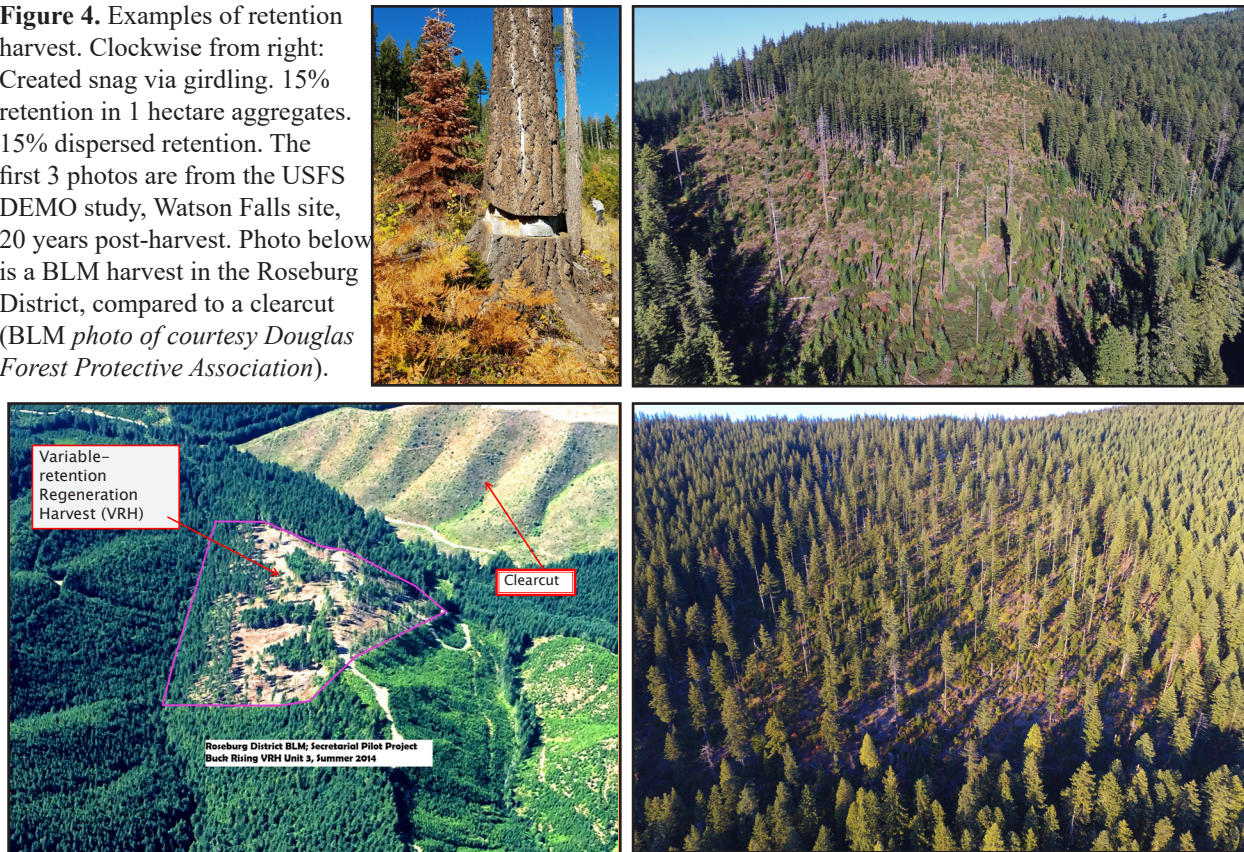 Figure 4. Examples of retention
harvest. Clockwise from right:
Created snag via girdling. 15%
retention in 1 hectare aggregates.
15% dispersed retention. The
first 3 photos are from the USFS
DEMO study, Watson Falls site,
20 years post-harvest. Photo below
is a BLM harvest in the Roseburg
District, compared to a clearcut
(BLM photo of courtesy Douglas
Forest Protective Association).
Variable-
retention
Regeneration
Harvest (VRH)
Clearcut
Roseburg District BLM; Secretarial Pilot Project
Buck Rising VRH Unit 3, Summer 2014